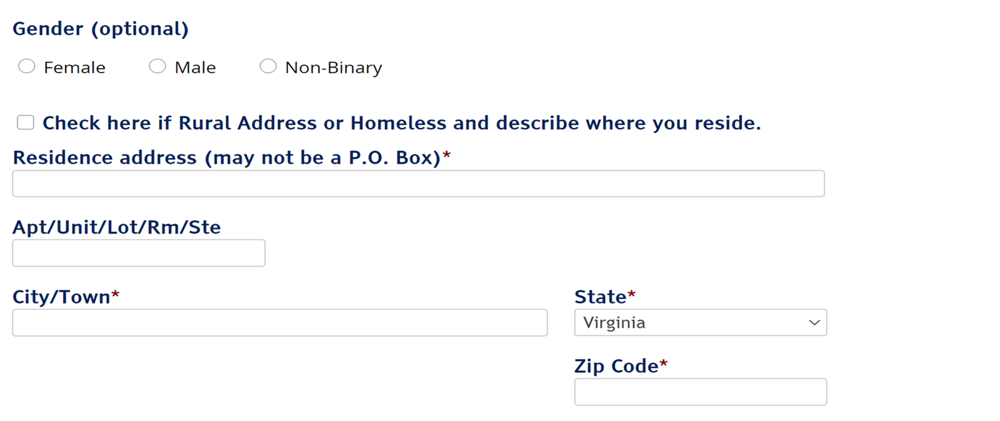 Gender (optional)
Female Male Non-Binary
Check here if Rural Address or Homeless and describe where you reside.
Residence address (may not be a P.O. Box)*
Apt/Unit/Lot/Rm/Ste
City/Town* State*
Virginia
Zip Code*